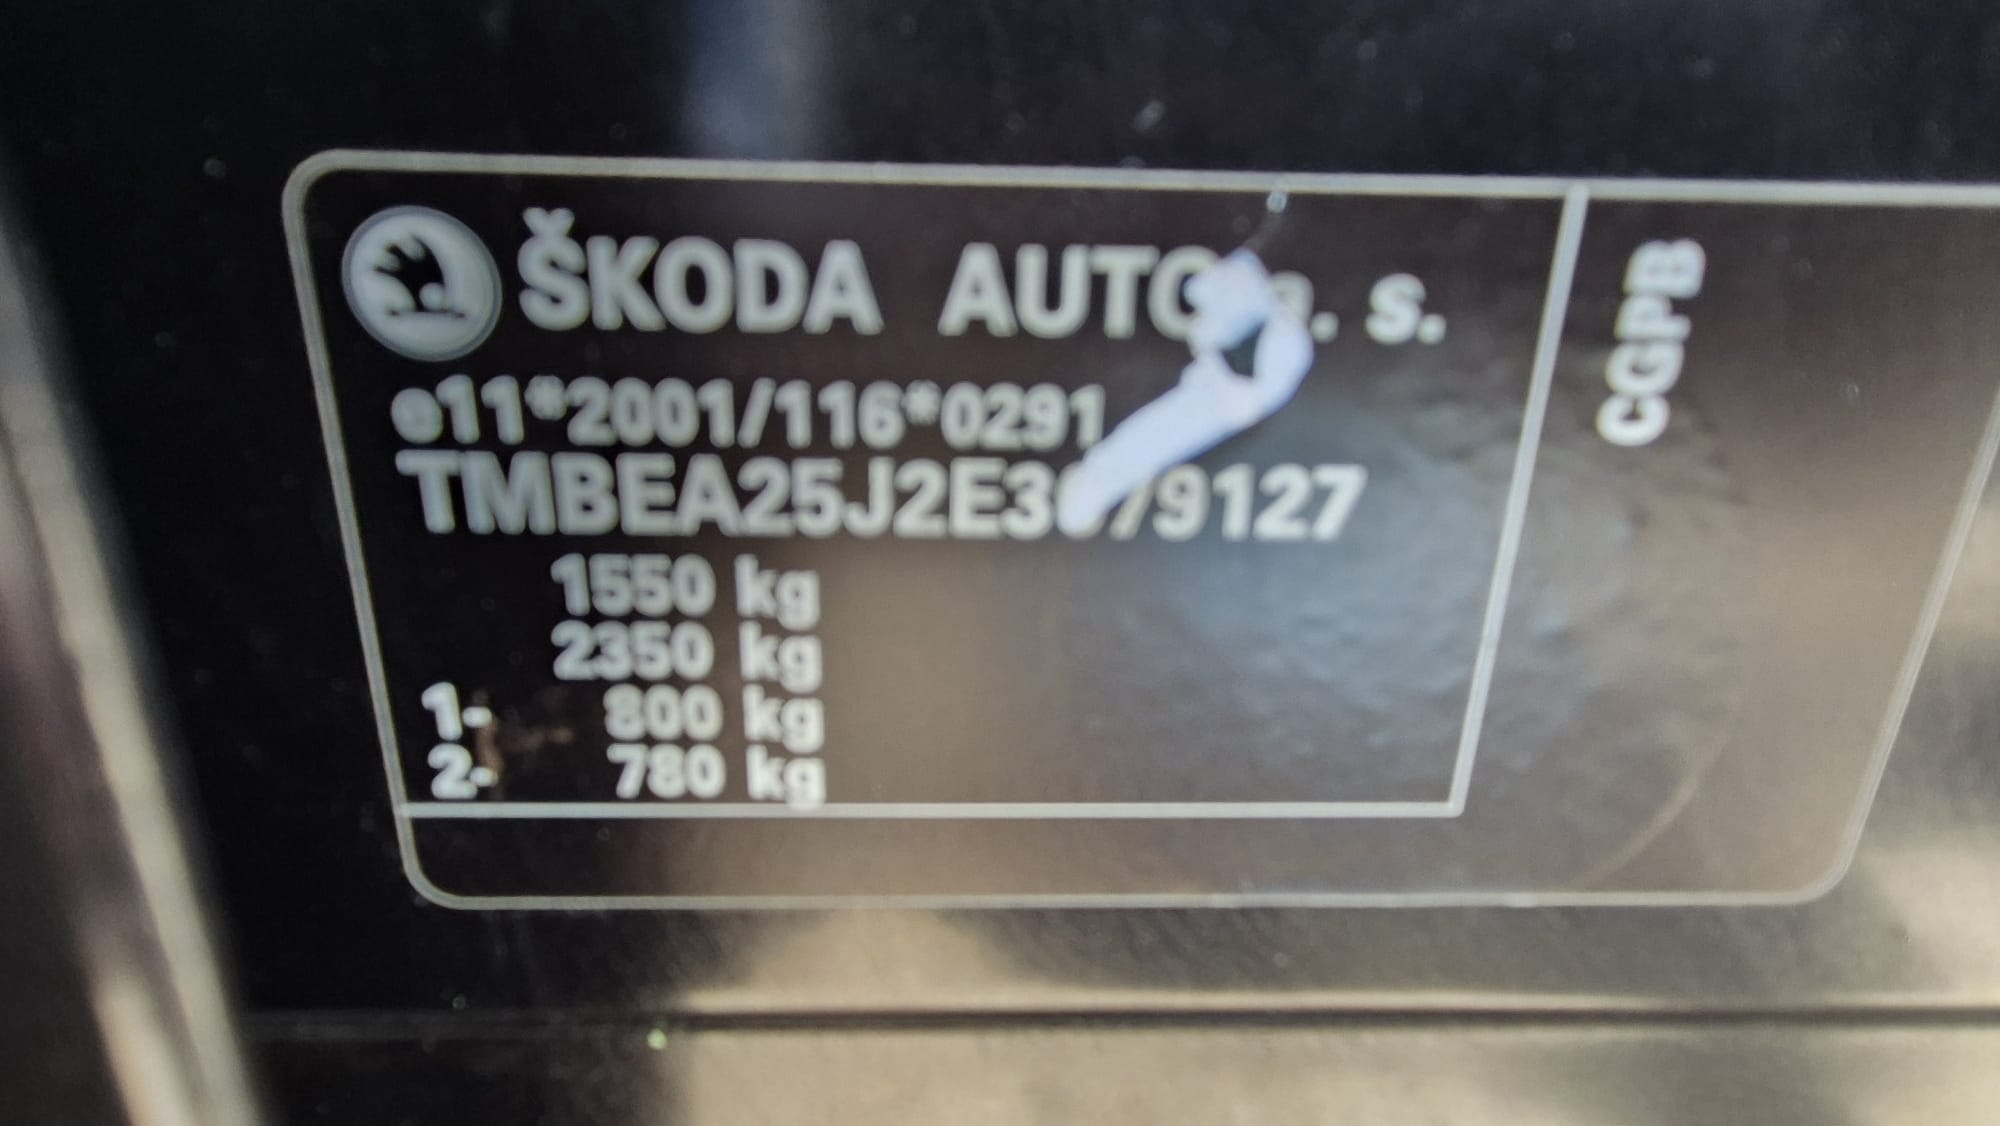 ŠKODA AUTO a. s.
e11*2001/116*0291
1550 kg
2350 kg
1- 800 kg
2- 780 kg
CGPB